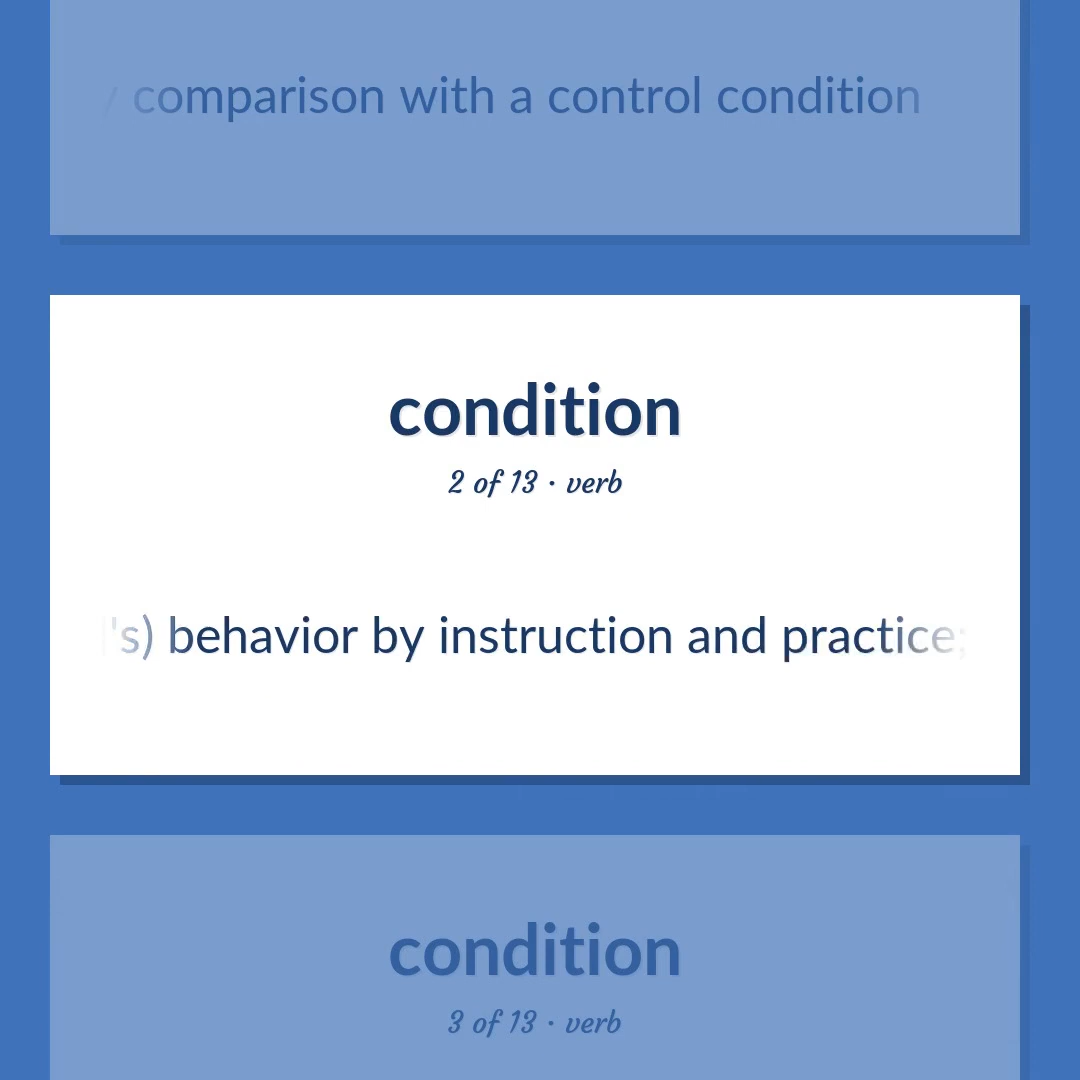 comparison with a control condition
condition
2 of 13 · verb
's) behavior by instruction and practice;
condition
3 of 13 · verb